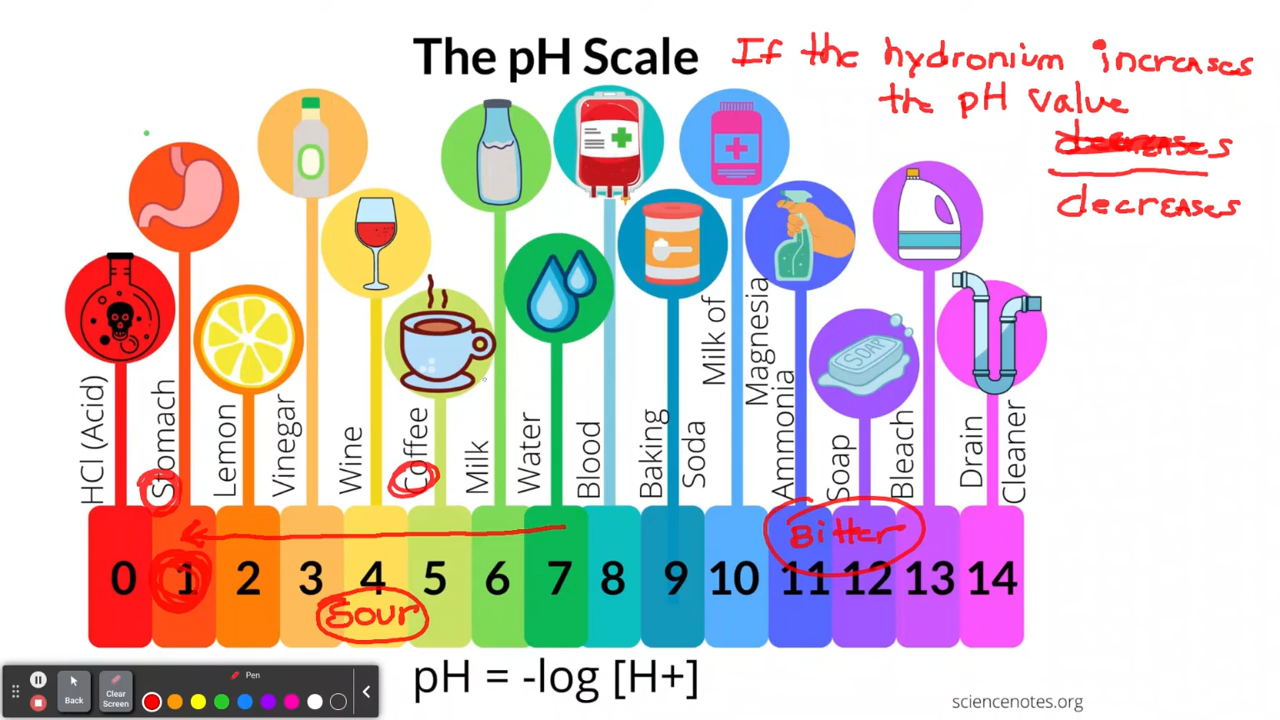 The pH Scale
If the hydronium increases
the pH value
decreases
decreases
HCl (Acid)
Stomach
Lemon
Vinegar
Wine
Coffee
Milk
Water
Blood
Baking
Soda
Milk of
Magnesia
Ammonia
Soap
Bleach
Drain
Cleaner
SOAP
Bitter
0 1 2 3 4 5 6 7 8 9 10 11 12 13 14
Sour
pH = -log [H+]
sciencenotes.org
Pen
Back
Clear
Screen